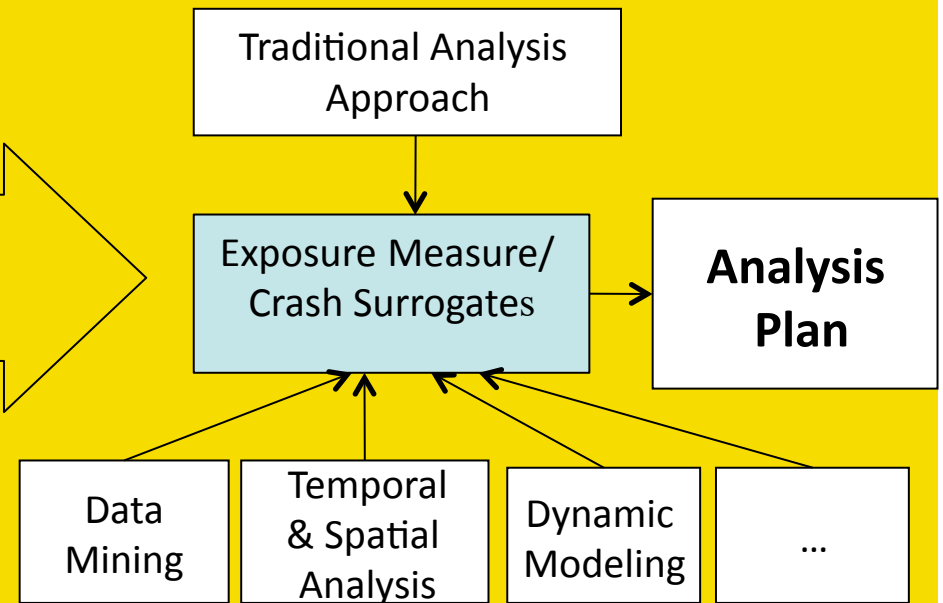 Traditional Analysis
Approach
Exposure Measure/
Crash Surrogates
Analysis
Plan
Data
Mining
Temporal
& Spatial
Analysis
Dynamic
Modeling
...